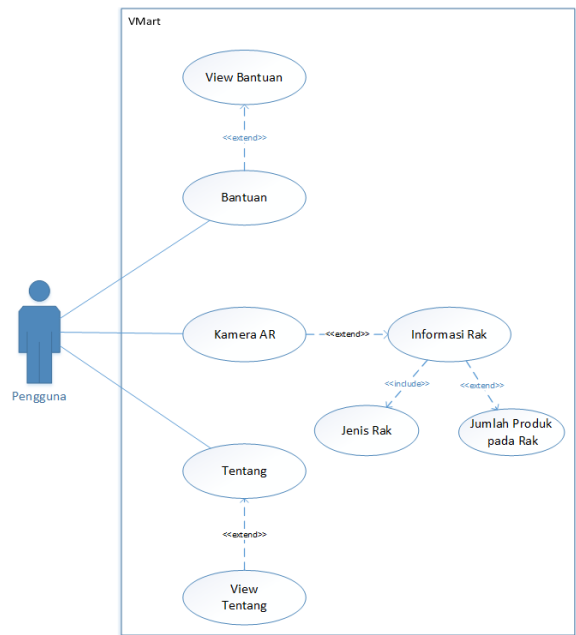 VMart
View Bantuan
<<extend>>
Bantuan
Pengguna
Kamera AR
<<extend>>
Informasi Rak
<<include>>
<<extend>>
Jenis Rak
Jumlah Produk
pada Rak
Tentang
<<extend>>
View
Tentang